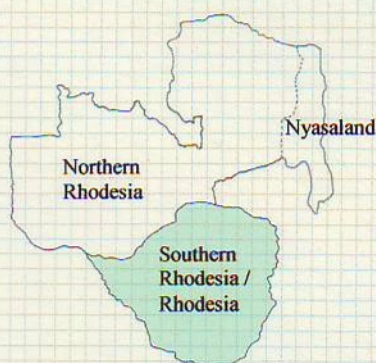 Nyasaland
Northern
Rhodesia
Southern
Rhodesia /
Rhodesia